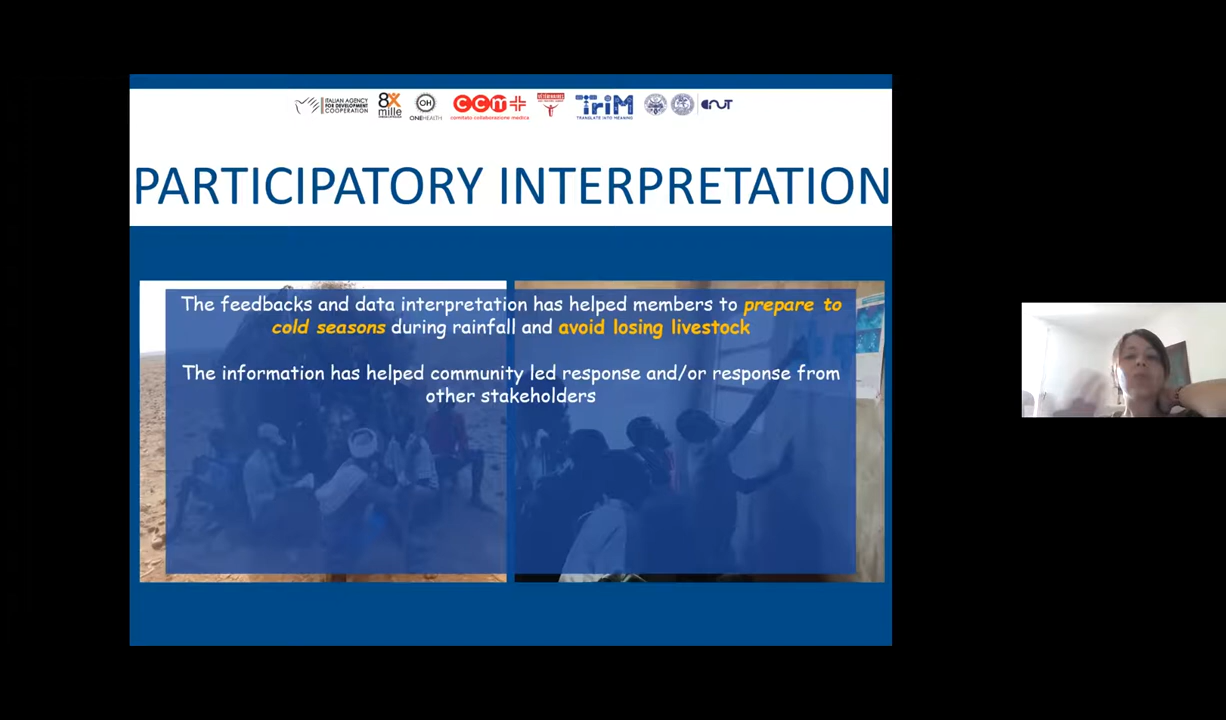 ITALIAN AGENCY
FOR DEVELOPMENT
COOPERATION
8X
mille
OH
ONEHEALTH
ccm
comitato collaborazione medica
TriM
TRANSLATE INTO MEANING
PARTICIPATORY INTERPRETATION
The feedbacks and data interpretation has helped members to prepare to
cold seasons during rainfall and avoid losing livestock
The information has helped community led response and/or response from
other stakeholders